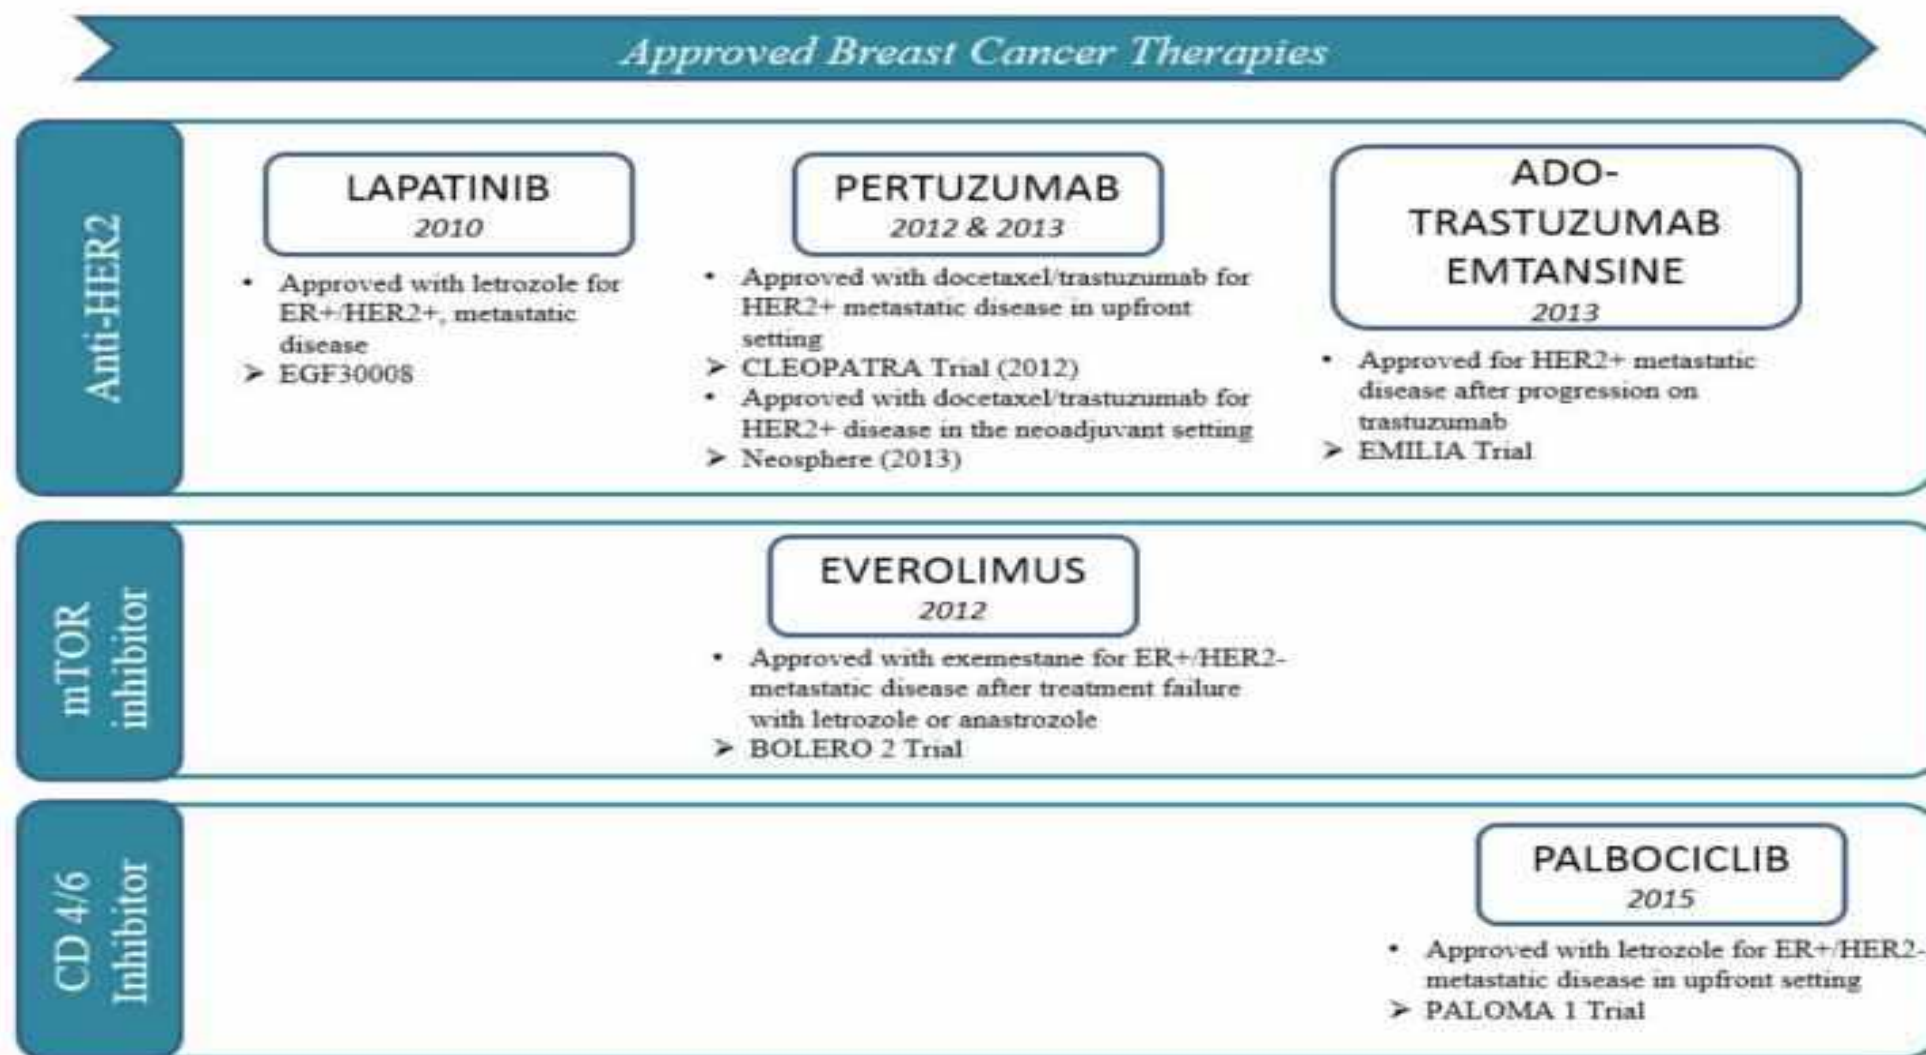 Approved Breast Cancer Therapies
Anti-HER2
LAPATINIB
2010
• Approved with letrozole for
ER+/HER2+, metastatic
disease
➢ EGF30008
PERTUZUMAB
2012 & 2013
• Approved with docetaxel/trastuzumab for
HER2+ metastatic disease in upfront
setting
➢ CLEOPATRA Trial (2012)
• Approved with docetaxel/trastuzumab for
HER2+ disease in the neoadjuvant setting
➢ Neosphere (2013)
ADO-
TRASTUZUMAB
EMTANSINE
2013
• Approved for HER2+ metastatic
disease after progression on
trastuzumab
➢ EMILIA Trial
mTOR
inhibitor
EVEROLIMUS
2012
• Approved with exemestane for ER+/HER2-
metastatic disease after treatment failure
with letrozole or anastrozole
➢ BOLERO 2 Trial
CD 4/6
Inhibitor
PALBOCICLIB
2015
• Approved with letrozole for ER+/HER2-
metastatic disease in upfront setting
➢ PALOMA 1 Trial